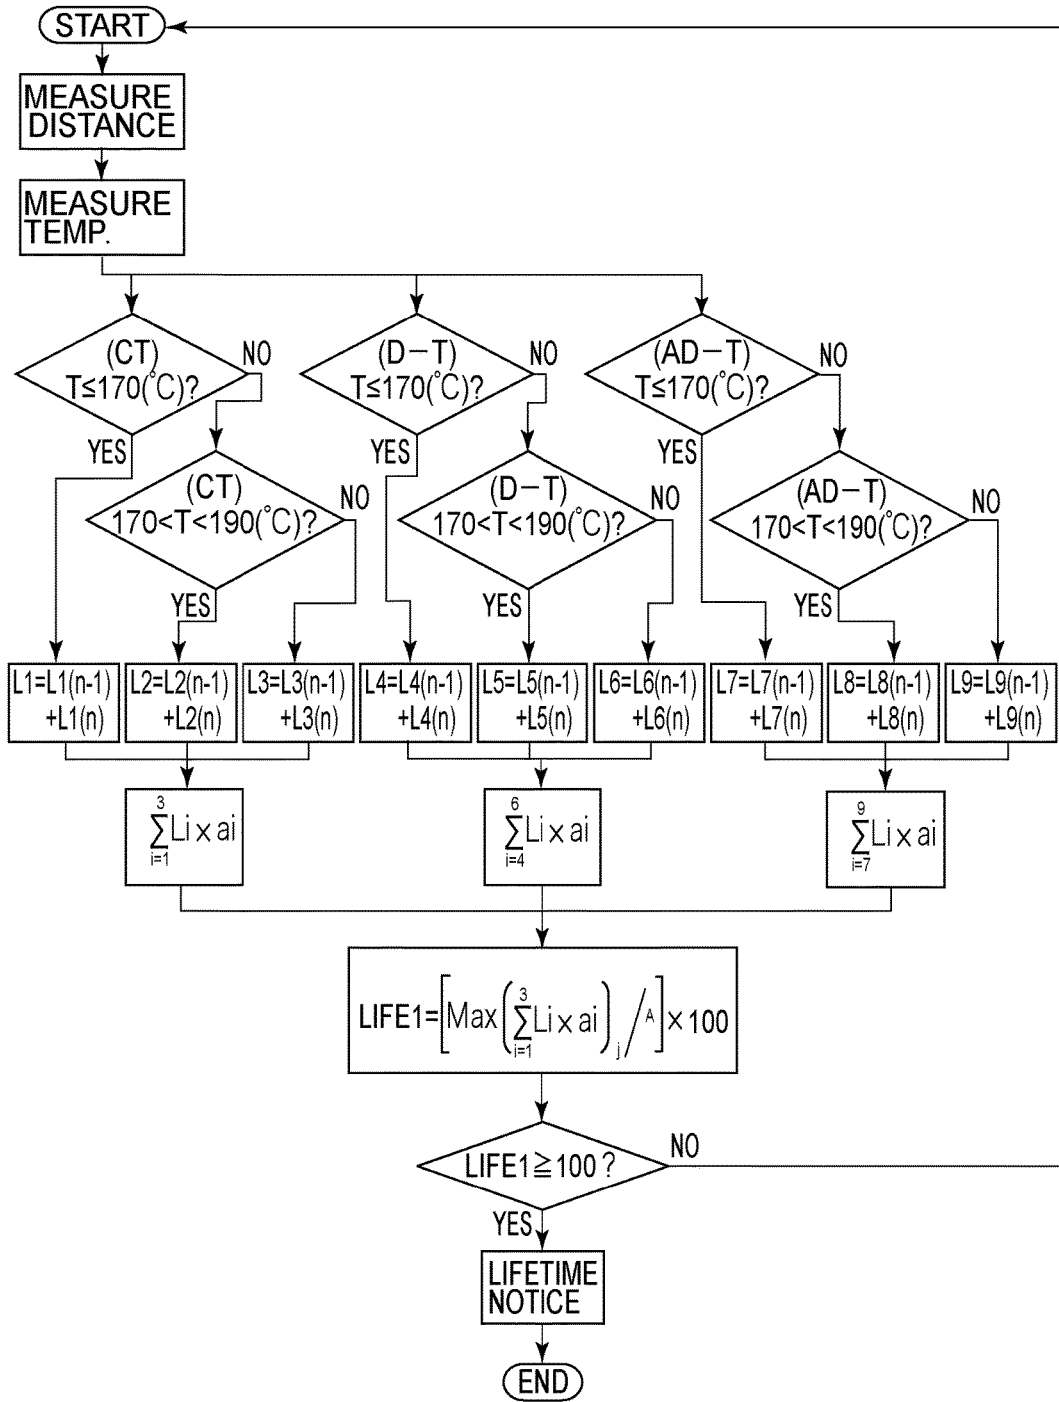 START
MEASURE
DISTANCE
MEASURE
TEMP.
(CT)
T≤170(°C)?
NO
YES
(D−T)
T≤170(°C)?
NO
YES
(AD−T)
T≤170(°C)?
NO
YES
(CT)
170<T<190(°C)?
NO
YES
(D−T)
170<T<190(°C)?
NO
YES
(AD−T)
170<T<190(°C)?
NO
YES
L1=L1(n-1)
+L1(n)
L2=L2(n-1)
+L2(n)
L3=L3(n-1)
+L3(n)
L4=L4(n-1)
+L4(n)
L5=L5(n-1)
+L5(n)
L6=L6(n-1)
+L6(n)
L7=L7(n-1)
+L7(n)
L8=L8(n-1)
+L8(n)
L9=L9(n-1)
+L9(n)
3
∑Li×ai
i=1
6
∑Li×ai
i=4
9
∑Li×ai
i=7
3
LIFE1=[Max(∑Li×ai)j/A]×100
i=1
LIFE1≧100?
NO
YES
LIFETIME
NOTICE
END